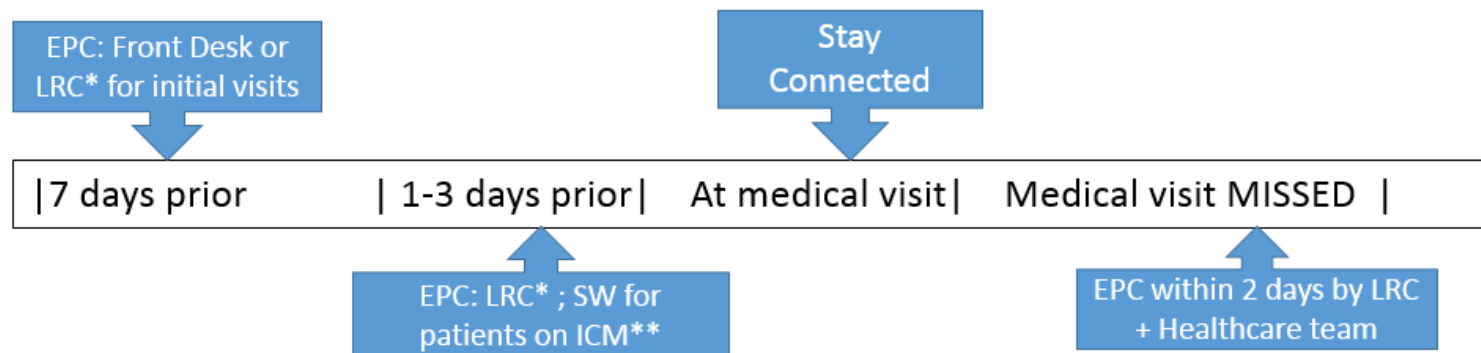 EPC: Front Desk or
LRC* for initial visits
Stay
Connected
|7 days prior | 1-3 days prior| At medical visit| Medical visit MISSED |
EPC: LRC* ; SW for
patients on ICM**
EPC within 2 days by LRC
+ Healthcare team